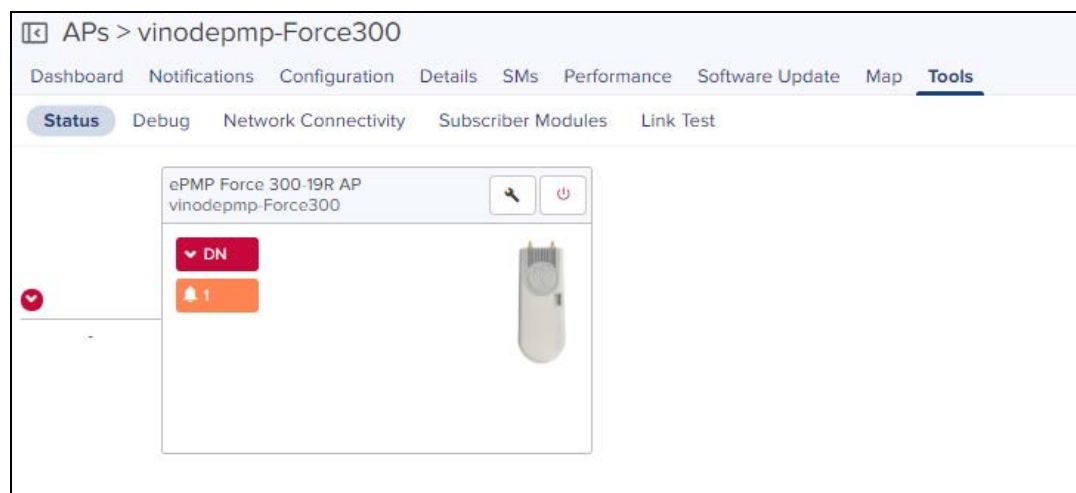 APs > vinodepmp-Force300
Dashboard Notifications Configuration Details SMs Performance Software Update Map Tools
Status Debug Network Connectivity Subscriber Modules Link Test
ePMP Force 300-19R AP
vinodepmp-Force300
DN
1
-